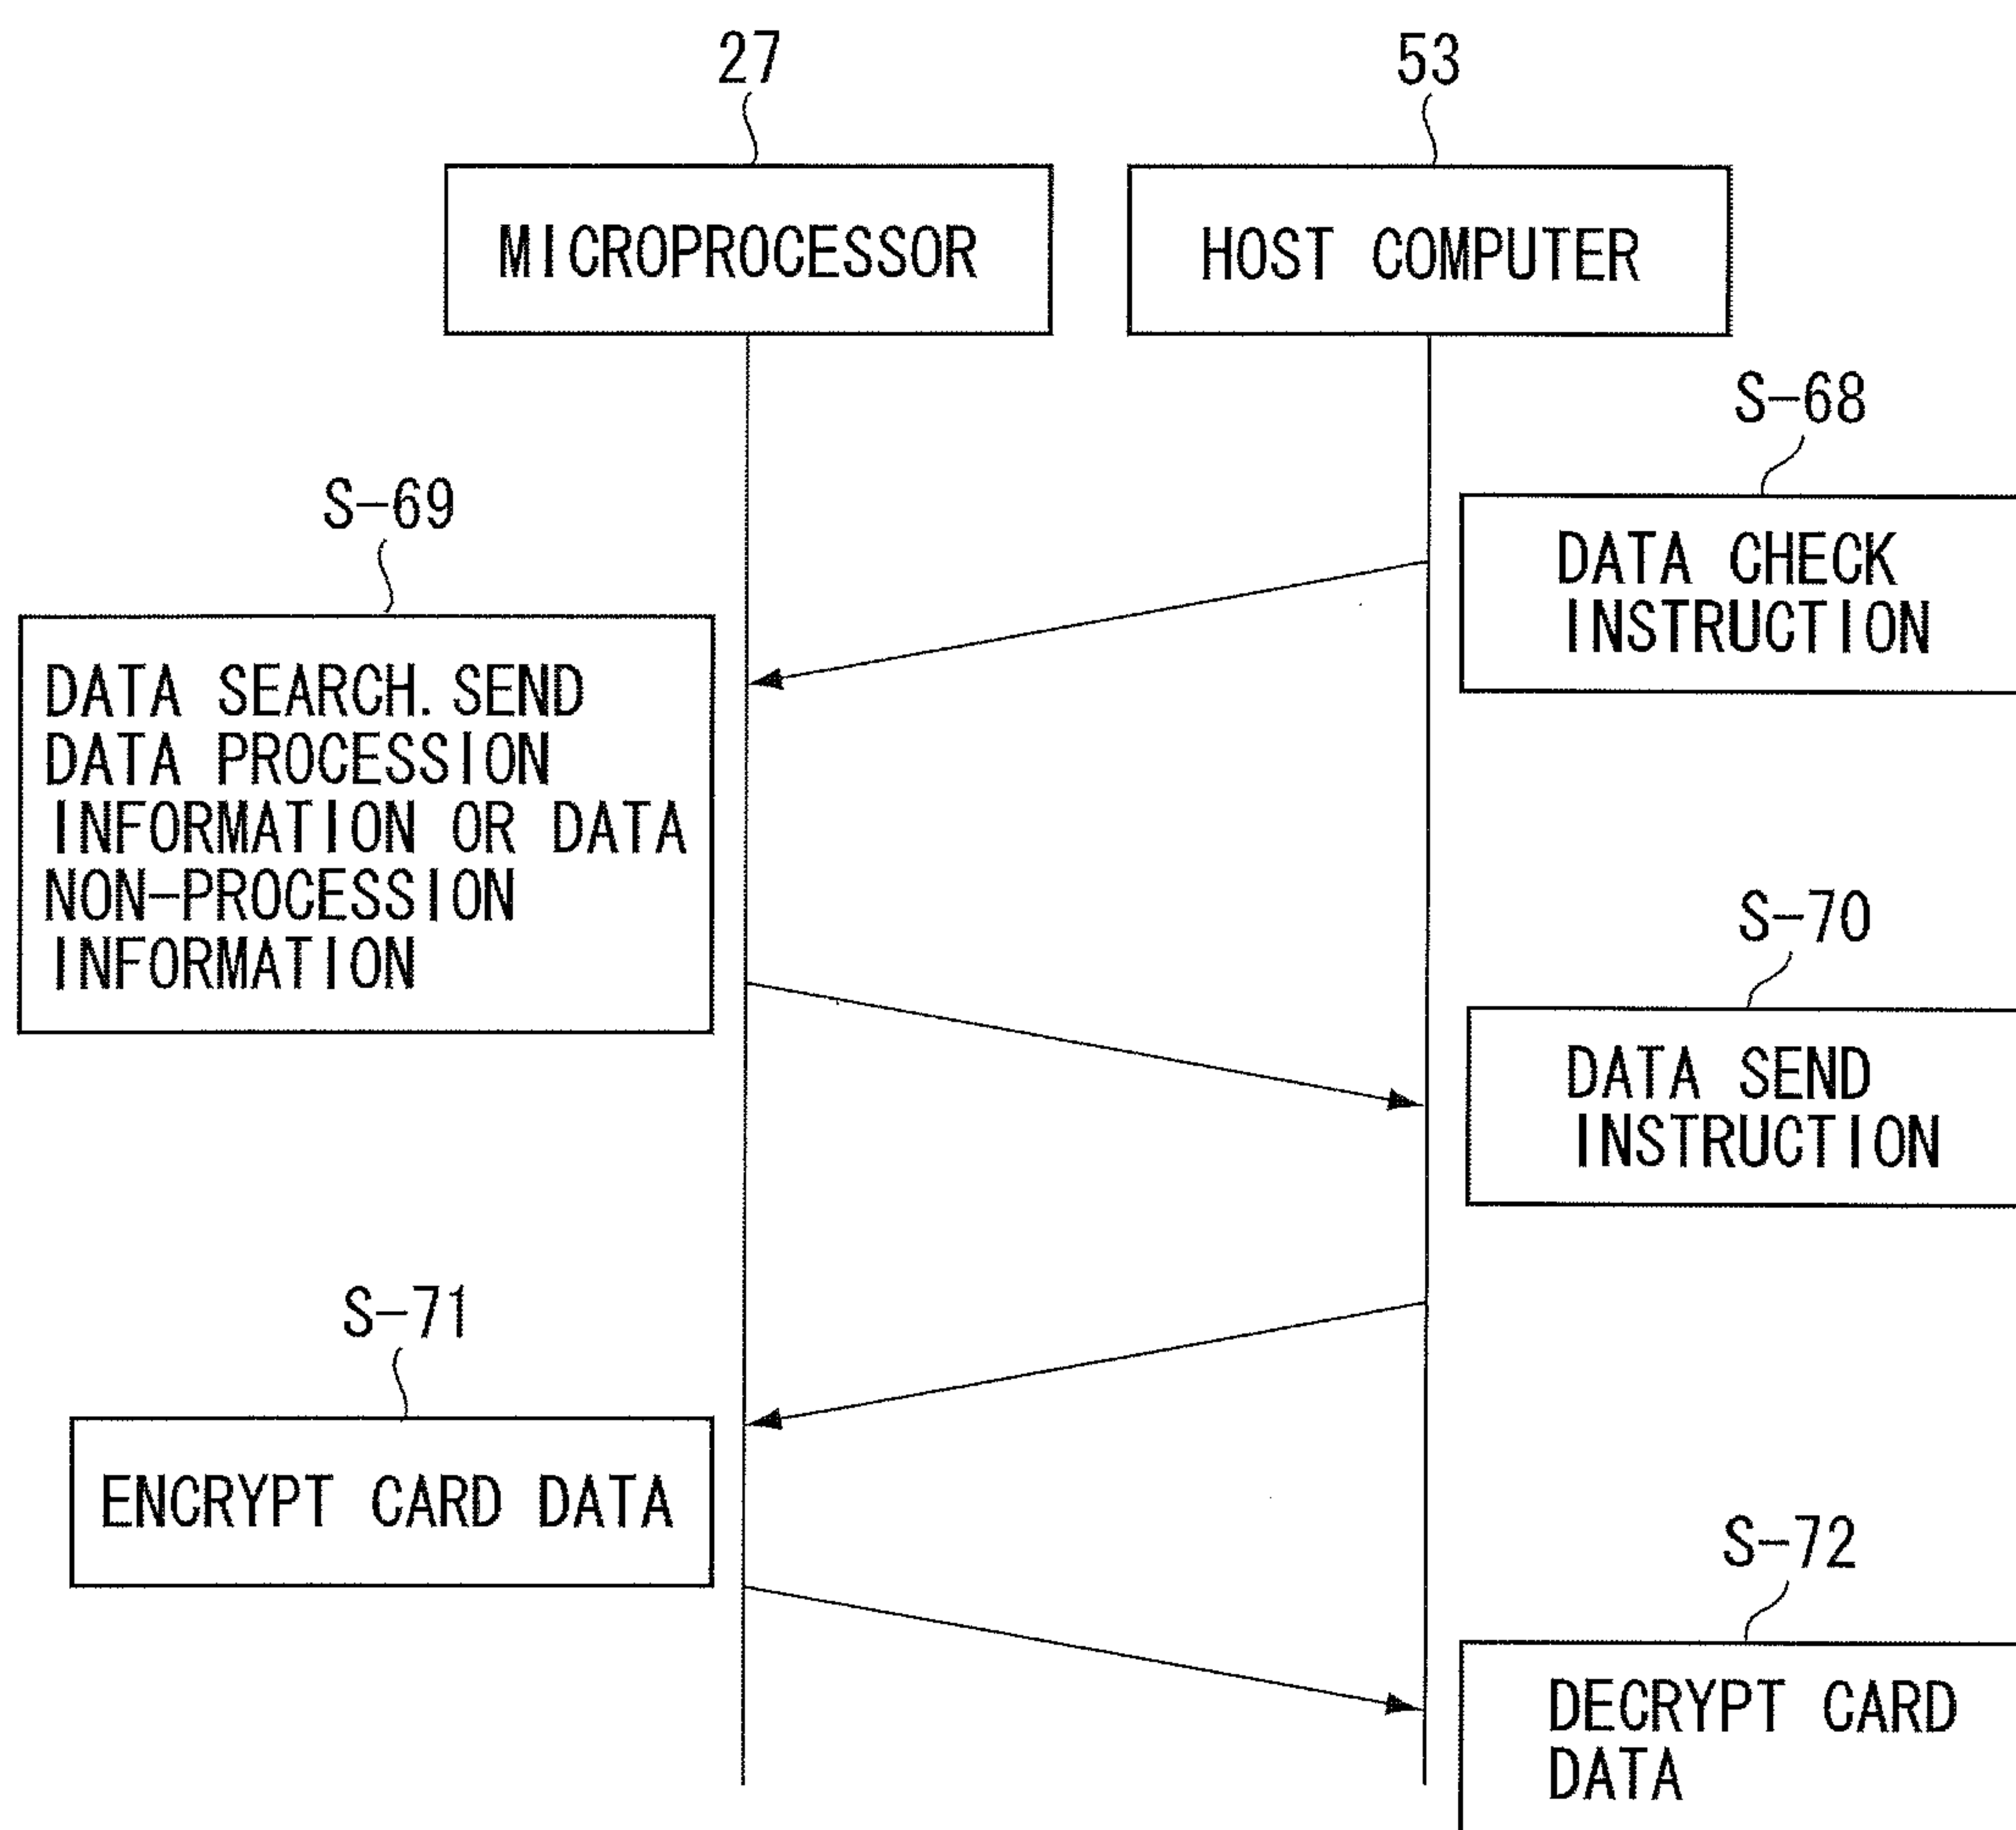 27
53
MICROPROCESSOR
HOST COMPUTER
S-68
DATA CHECK
INSTRUCTION
S-69
DATA SEARCH. SEND
DATA PROCESSION
INFORMATION OR DATA
NON-PROCESSION
INFORMATION
S-70
DATA SEND
INSTRUCTION
S-71
ENCRYPT CARD DATA
S-72
DECRYPT CARD
DATA